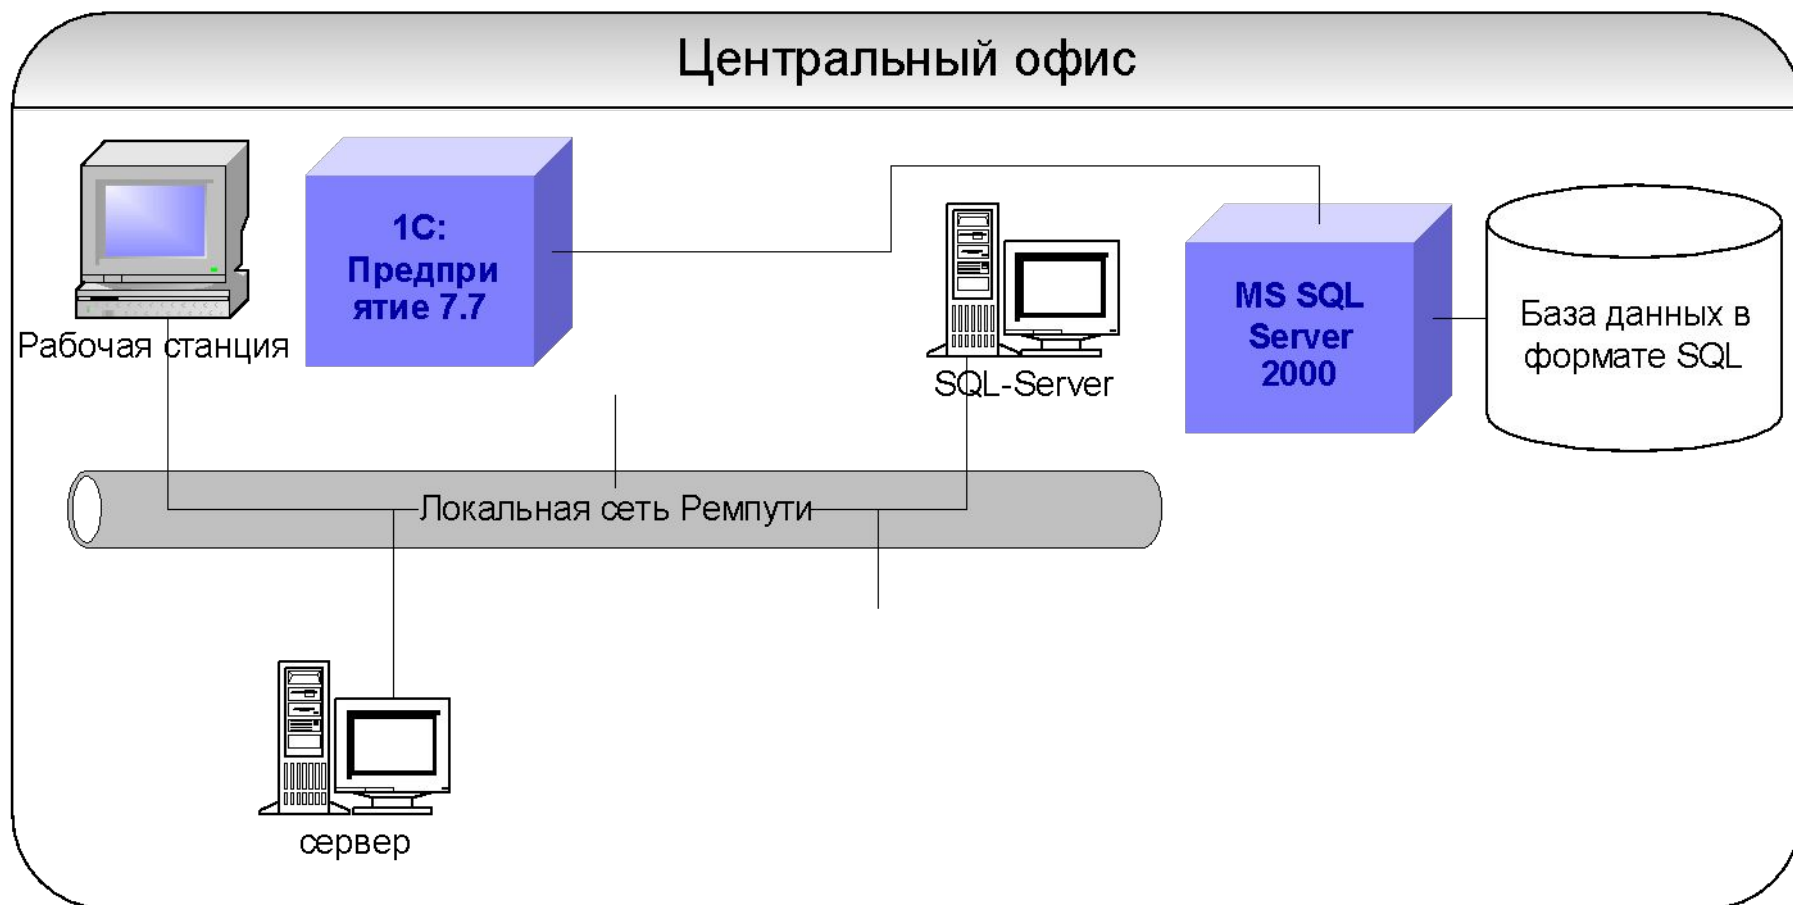 Центральный офис
1С:
Предпри
ятие 7.7
Рабочая станция
SQL-Server
MS SQL
Server
2000
База данных в
формате SQL
Локальная сеть Ремпути
сервер